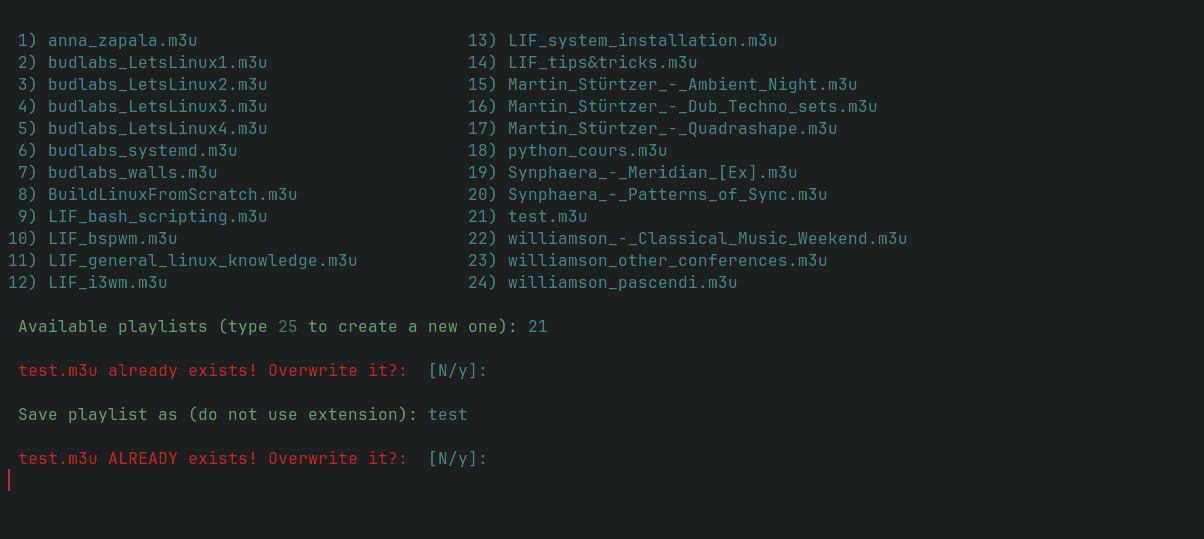 1) anna_zapala.m3u 13) LIF_system_installation.m3u
2) budlabs_LetsLinux1.m3u 14) LIF_tips&tricks.m3u
3) budlabs_LetsLinux2.m3u 15) Martin_Stürtzer_-_Ambient_Night.m3u
4) budlabs_LetsLinux3.m3u 16) Martin_Stürtzer_-_Dub_Techno_sets.m3u
5) budlabs_LetsLinux4.m3u 17) Martin_Stürtzer_-_Quadrashape.m3u
6) budlabs_systemd.m3u 18) python_cours.m3u
7) budlabs_walls.m3u 19) Synphaera_-_Meridian_[Ex].m3u
8) BuildLinuxFromScratch.m3u 20) Synphaera_-_Patterns_of_Sync.m3u
9) LIF_bash_scripting.m3u 21) test.m3u
10) LIF_bspwm.m3u 22) williamson_-_Classical_Music_Weekend.m3u
11) LIF_general_linux_knowledge.m3u 23) williamson_other_conferences.m3u
12) LIF_i3wm.m3u 24) williamson_pascendi.m3u
Available playlists (type 25 to create a new one): 21
test.m3u already exists! Overwrite it?: [N/y]:
Save playlist as (do not use extension): test
test.m3u ALREADY exists! Overwrite it?: [N/y]: